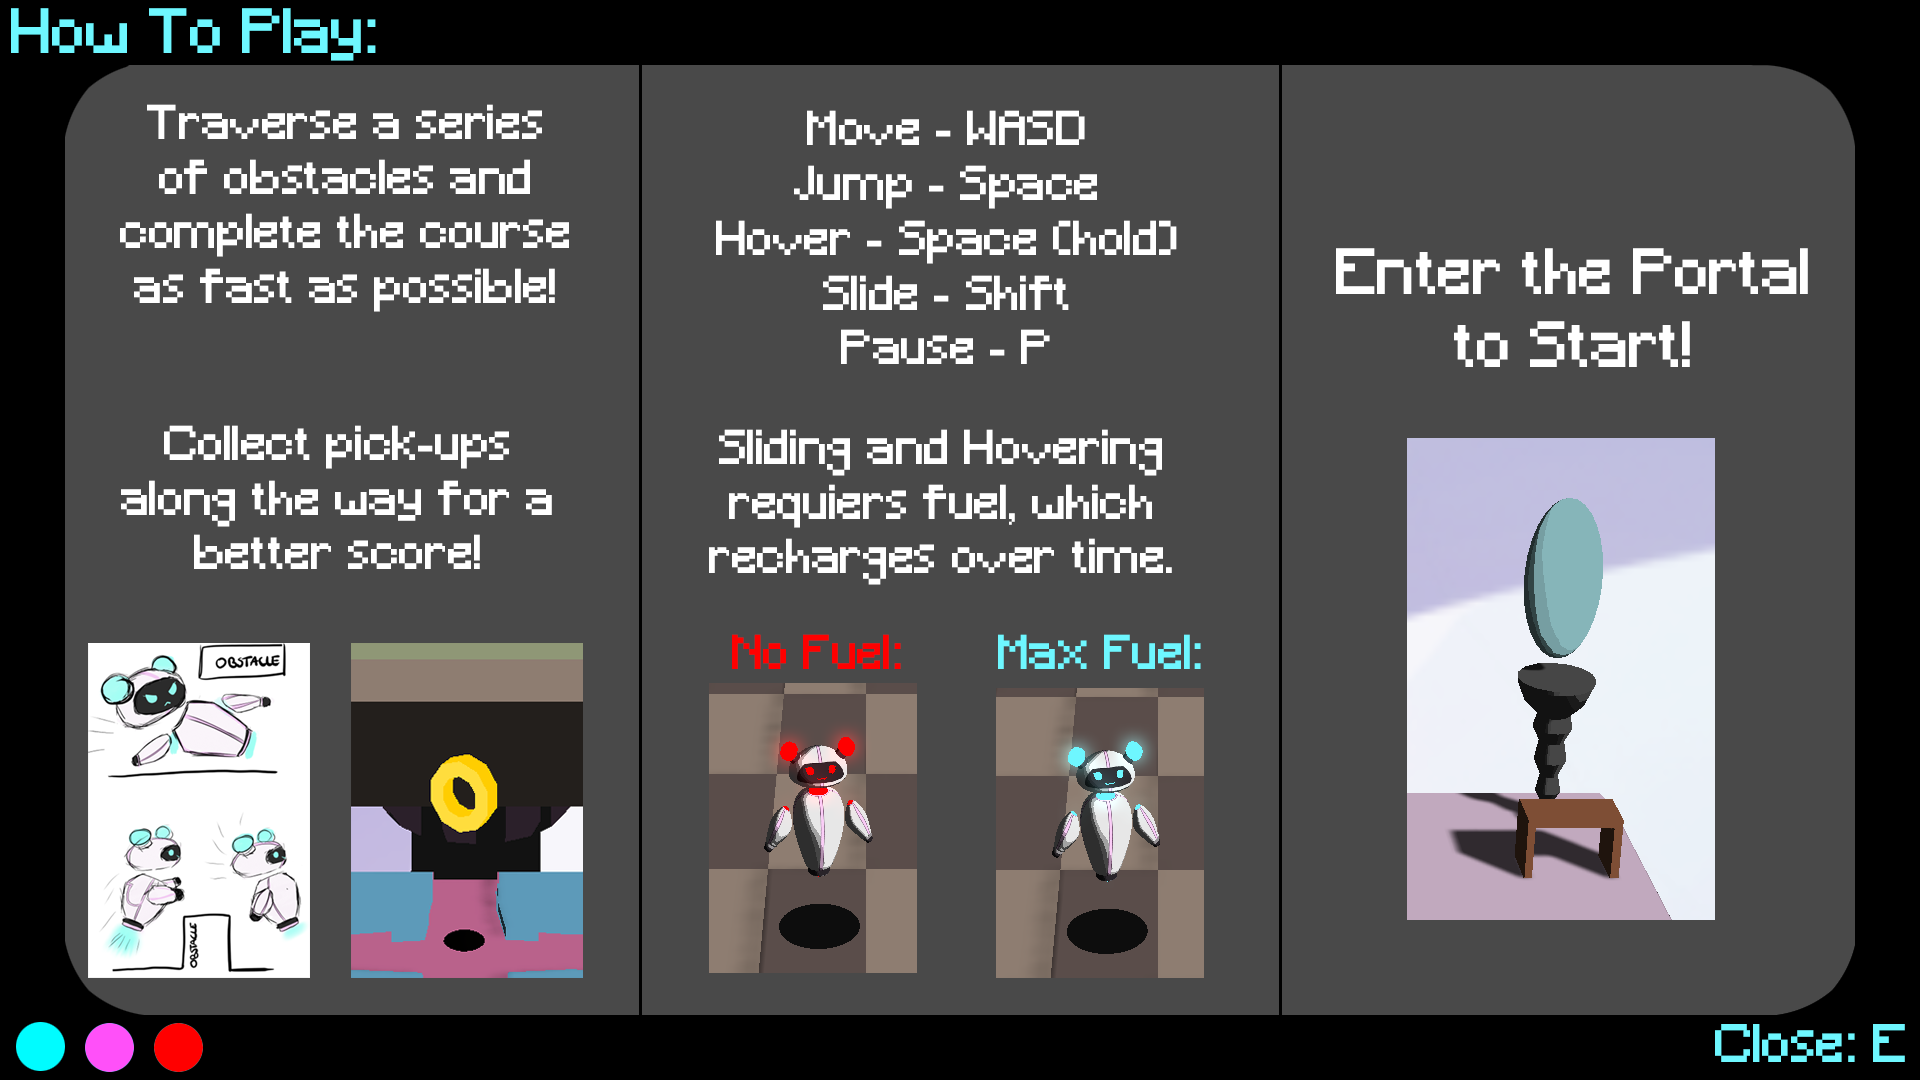 How To Play:
Traverse a series
of obstacles and
complete the course
as fast as possible!
Collect pick-ups
along the way for a
better score!
OBSTACLE
OBSTACLE
Move - WASD
Jump - Space
Hover - Space (hold)
Slide - Shift
Pause - P
Sliding and Hovering
requiers fuel, which
recharges over time.
No Fuel:
Max Fuel:
Enter the Portal
to Start!
Close: E